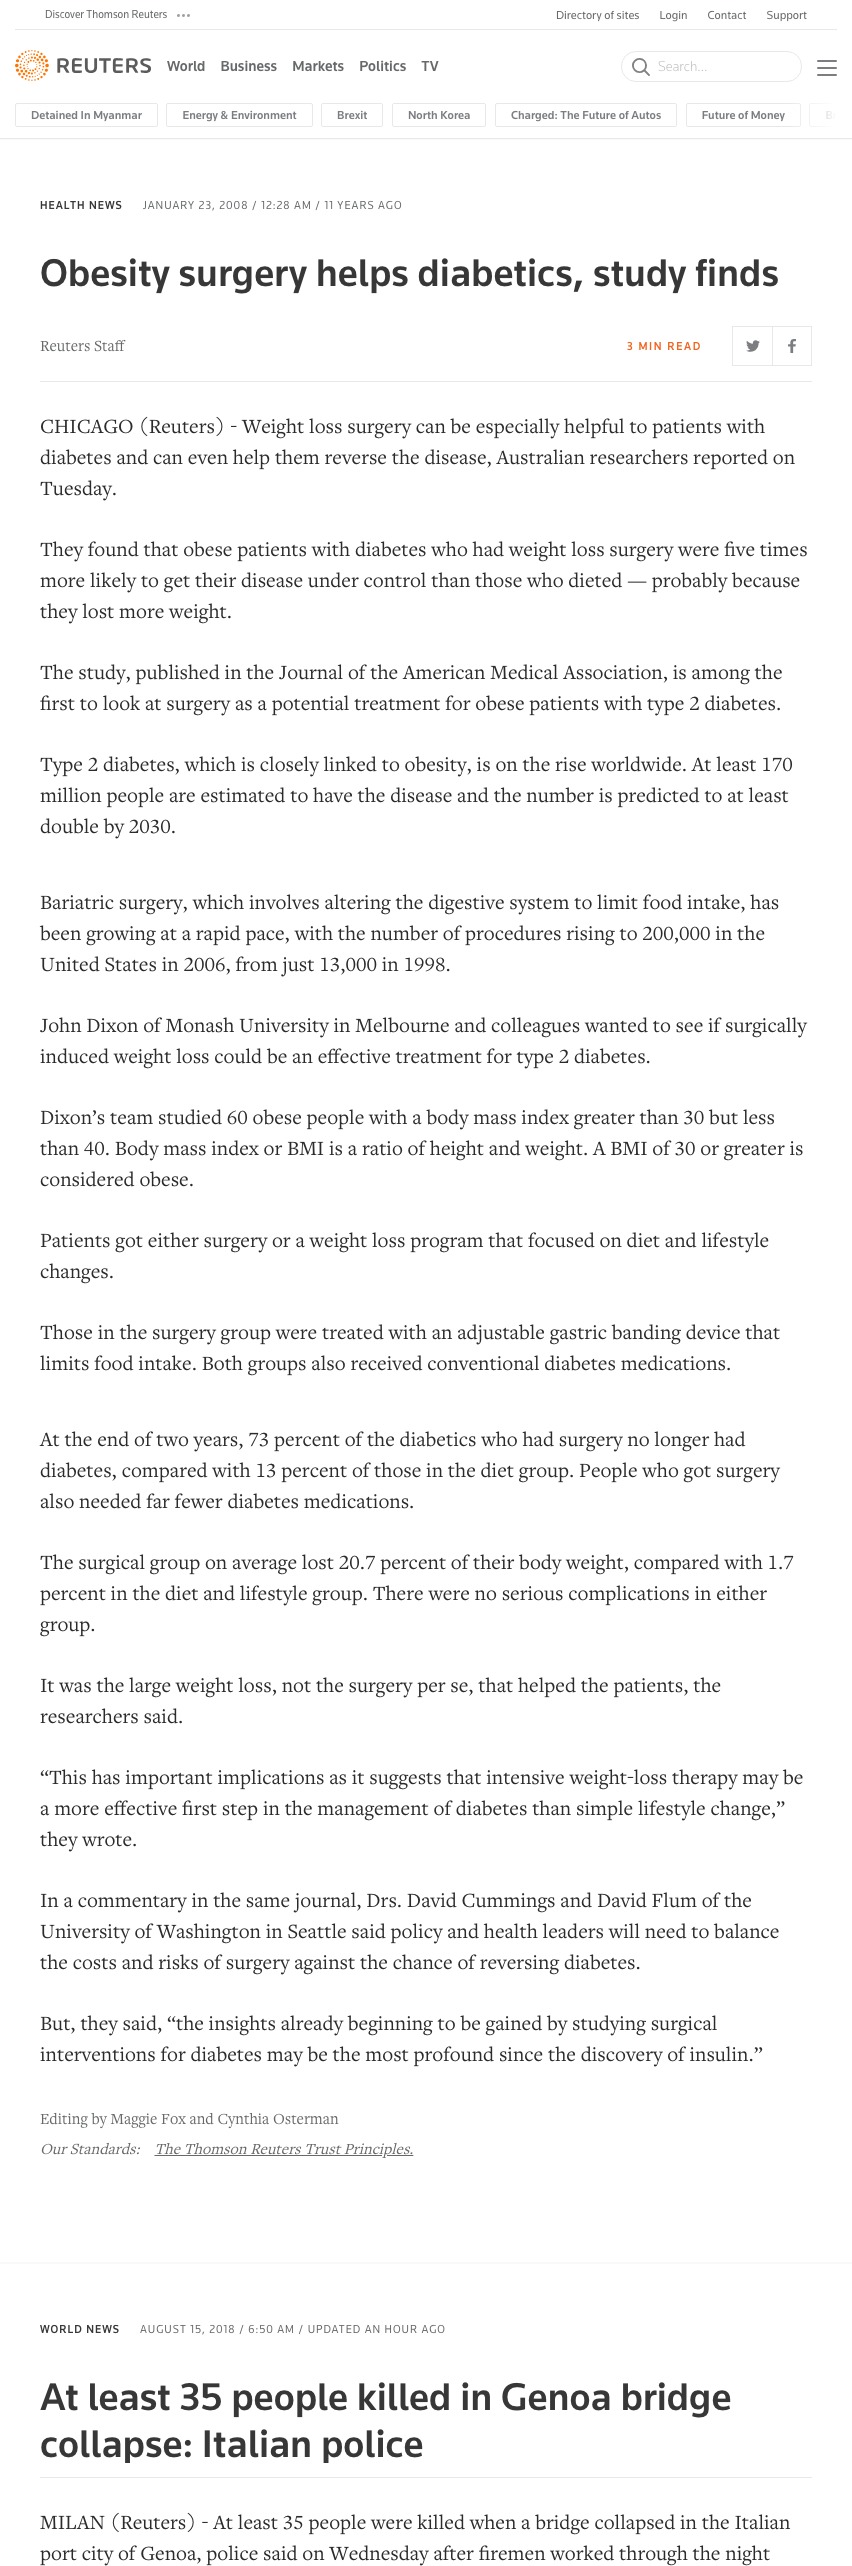 Discover Thomson Reuters
Directory of sites Login Contact Support
REUTERS World Business Markets Politics TV Search...
Detained In Myanmar Energy & Environment Brexit North Korea Charged: The Future of Autos Future of Money
HEALTH NEWS JANUARY 23, 2008 / 12:28 AM / 11 YEARS AGO
Obesity surgery helps diabetics, study finds
Reuters Staff 3 MIN READ
CHICAGO (Reuters) - Weight loss surgery can be especially helpful to patients with
diabetes and can even help them reverse the disease, Australian researchers reported on
Tuesday.
They found that obese patients with diabetes who had weight loss surgery were five times
more likely to get their disease under control than those who dieted — probably because
they lost more weight.
The study, published in the Journal of the American Medical Association, is among the
first to look at surgery as a potential treatment for obese patients with type 2 diabetes.
Type 2 diabetes, which is closely linked to obesity, is on the rise worldwide. At least 170
million people are estimated to have the disease and the number is predicted to at least
double by 2030.
Bariatric surgery, which involves altering the digestive system to limit food intake, has
been growing at a rapid pace, with the number of procedures rising to 200,000 in the
United States in 2006, from just 13,000 in 1998.
John Dixon of Monash University in Melbourne and colleagues wanted to see if surgically
induced weight loss could be an effective treatment for type 2 diabetes.
Dixon’s team studied 60 obese people with a body mass index greater than 30 but less
than 40. Body mass index or BMI is a ratio of height and weight. A BMI of 30 or greater is
considered obese.
Patients got either surgery or a weight loss program that focused on diet and lifestyle
changes.
Those in the surgery group were treated with an adjustable gastric banding device that
limits food intake. Both groups also received conventional diabetes medications.
At the end of two years, 73 percent of the diabetics who had surgery no longer had
diabetes, compared with 13 percent of those in the diet group. People who got surgery
also needed far fewer diabetes medications.
The surgical group on average lost 20.7 percent of their body weight, compared with 1.7
percent in the diet and lifestyle group. There were no serious complications in either
group.
It was the large weight loss, not the surgery per se, that helped the patients, the
researchers said.
“This has important implications as it suggests that intensive weight-loss therapy may be
a more effective first step in the management of diabetes than simple lifestyle change,”
they wrote.
In a commentary in the same journal, Drs. David Cummings and David Flum of the
University of Washington in Seattle said policy and health leaders will need to balance
the costs and risks of surgery against the chance of reversing diabetes.
But, they said, “the insights already beginning to be gained by studying surgical
interventions for diabetes may be the most profound since the discovery of insulin.”
Editing by Maggie Fox and Cynthia Osterman
Our Standards: The Thomson Reuters Trust Principles.
WORLD NEWS AUGUST 15, 2018 / 6:50 AM / UPDATED AN HOUR AGO
At least 35 people killed in Genoa bridge
collapse: Italian police
MILAN (Reuters) - At least 35 people were killed when a bridge collapsed in the Italian
port city of Genoa, police said on Wednesday after firemen worked through the night